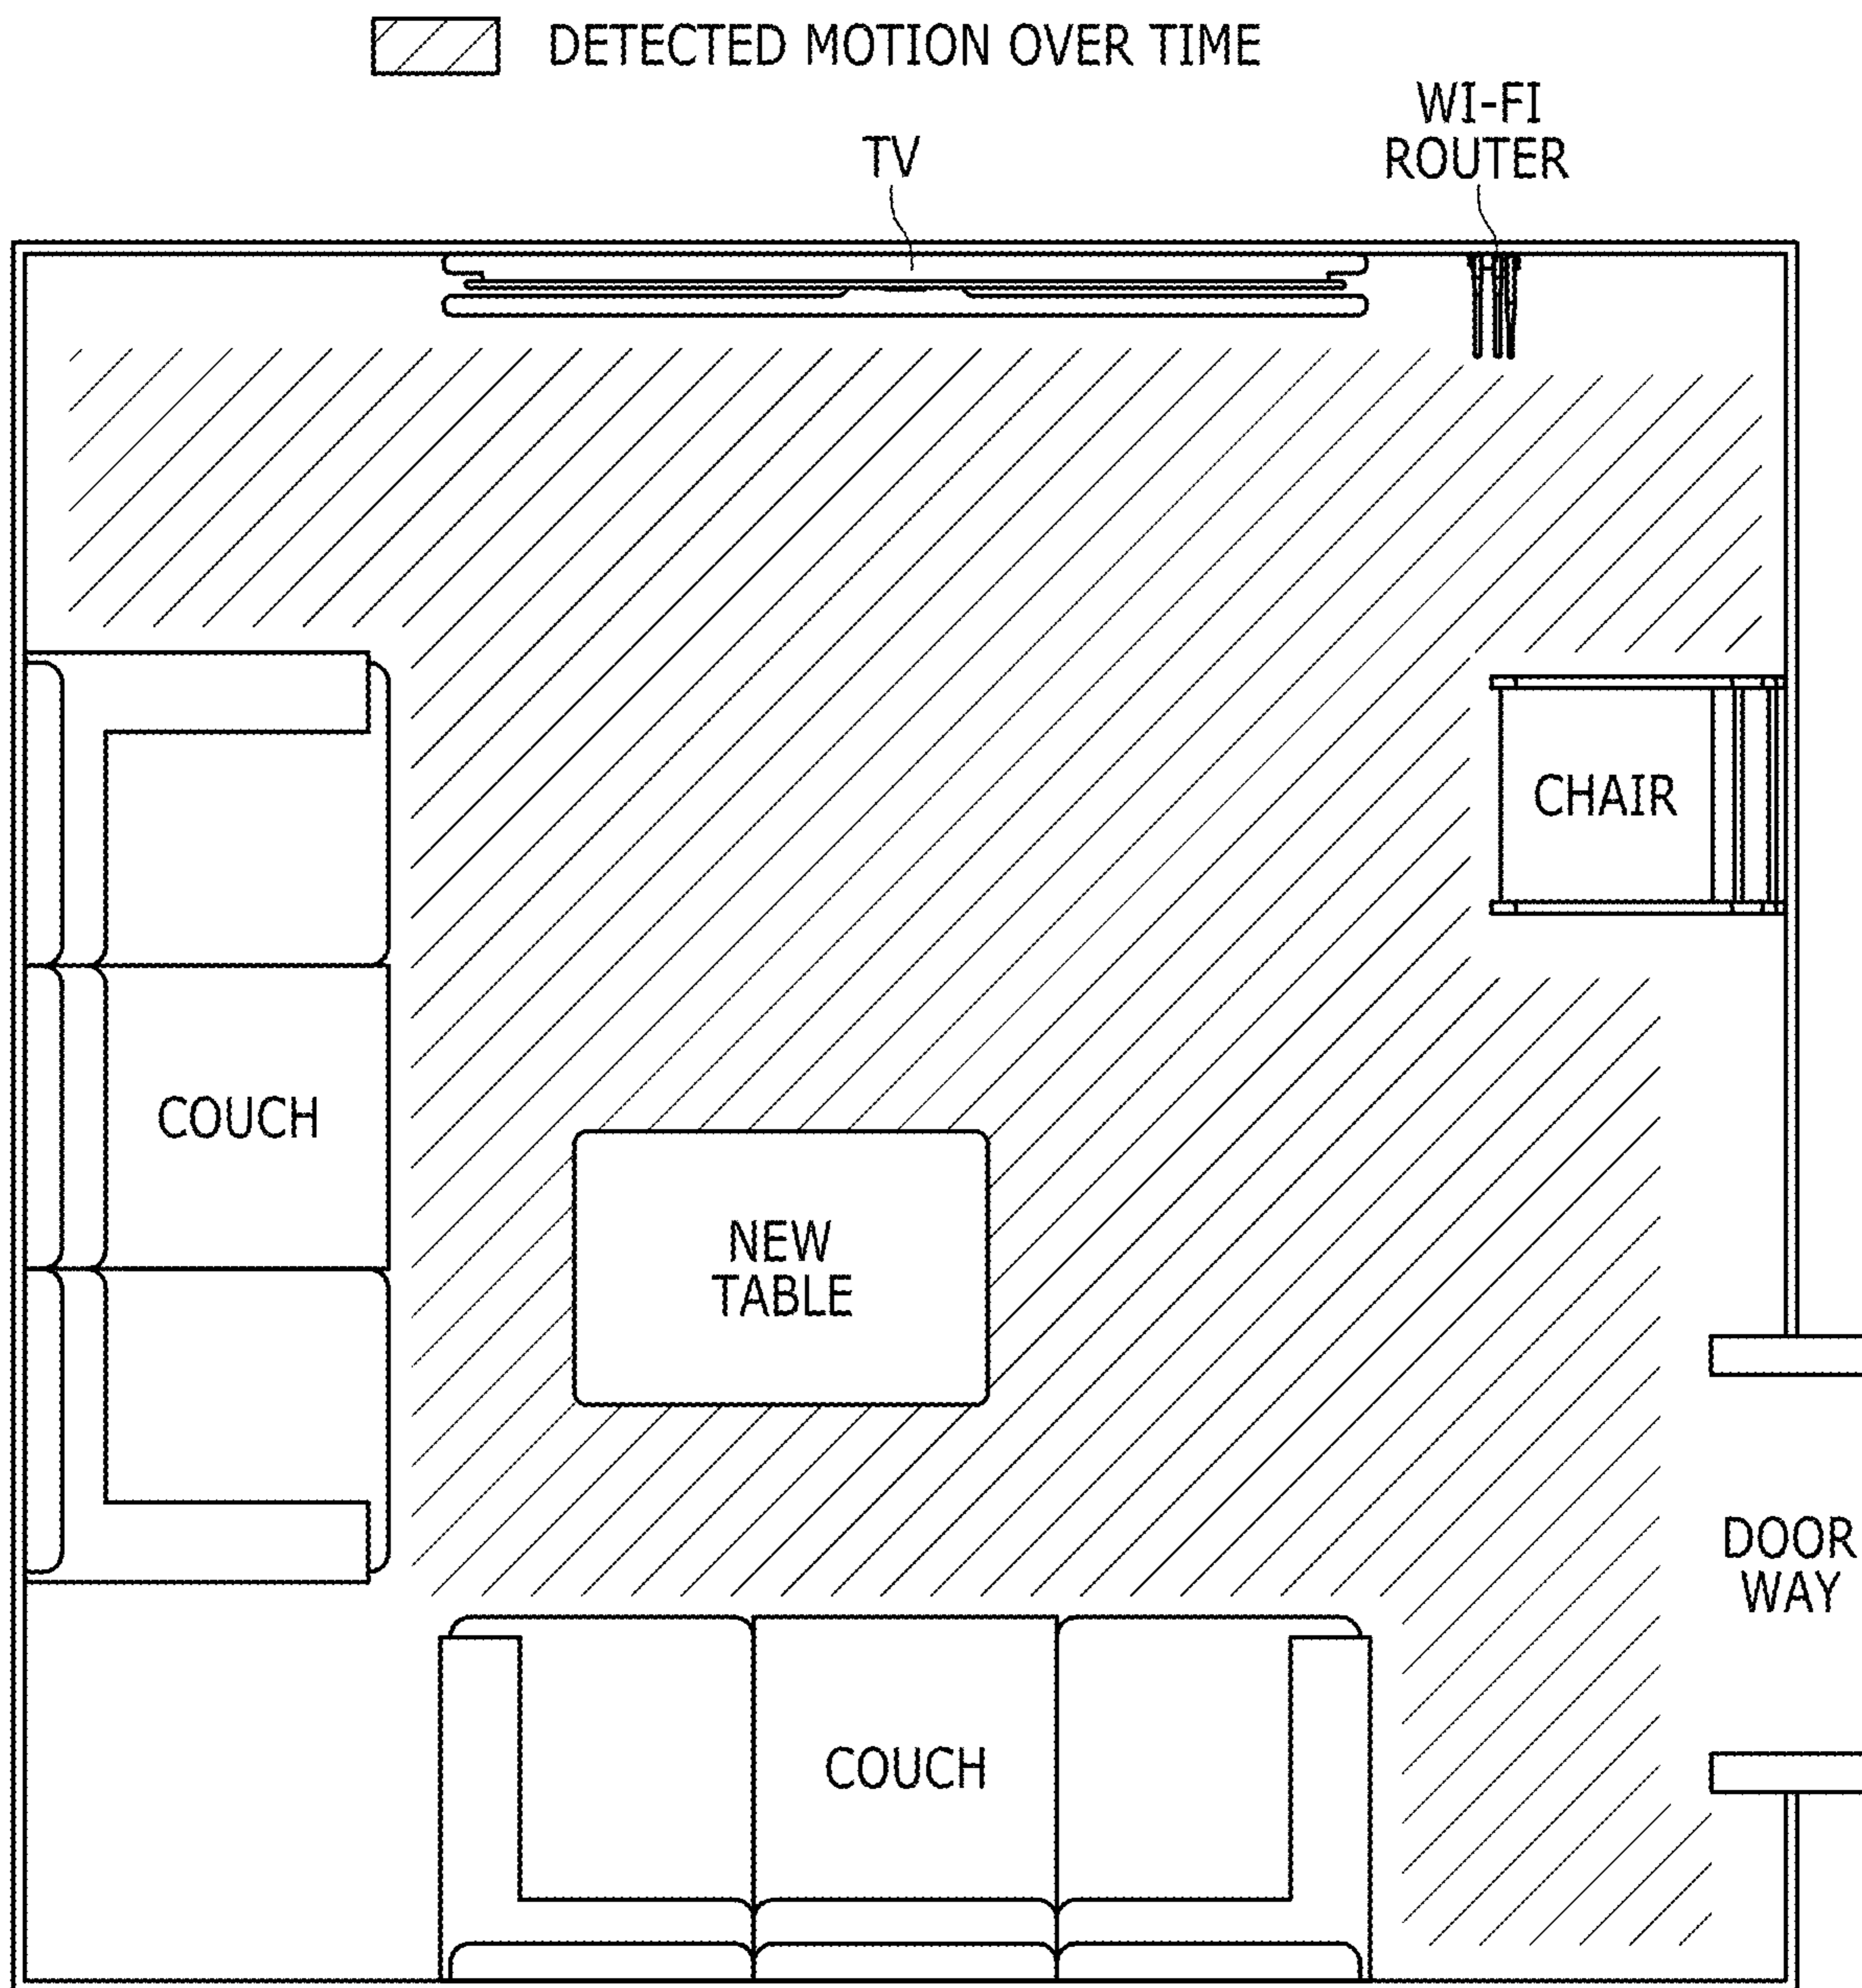 DETECTED MOTION OVER TIME
TV
WI-FI
ROUTER
CHAIR
COUCH
NEW
TABLE
DOOR
WAY
COUCH